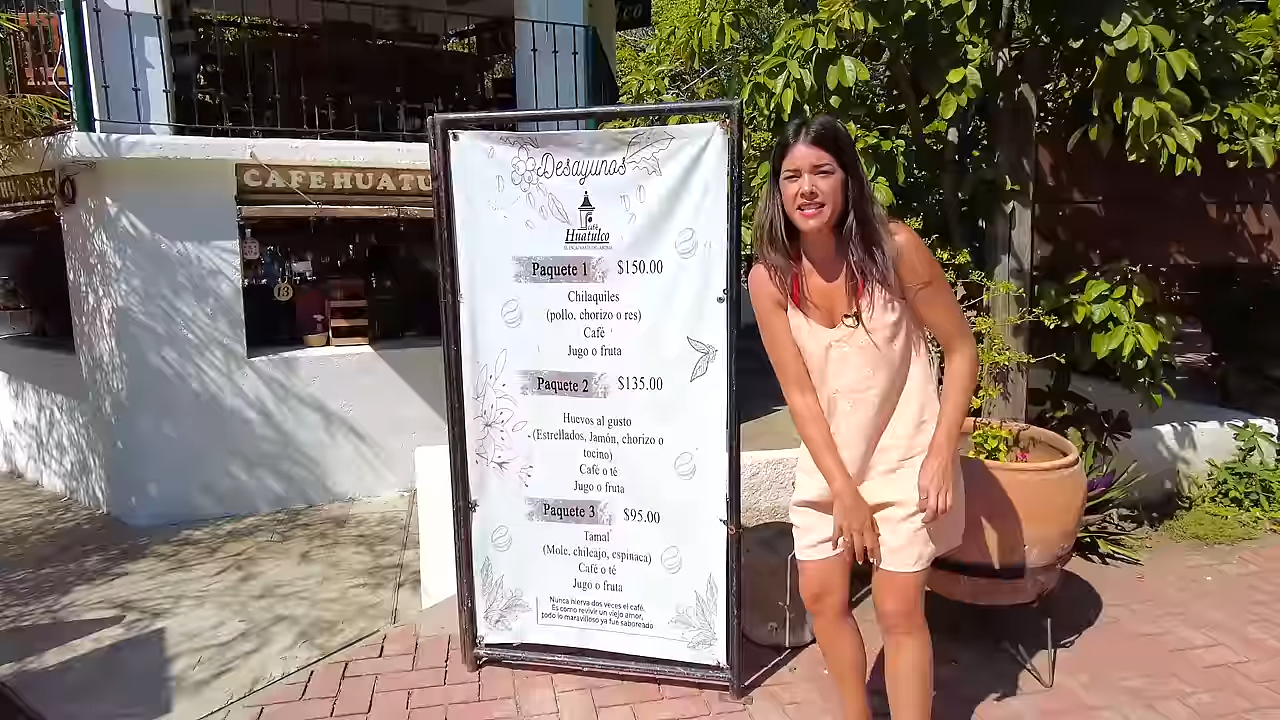 CAFE HUATU
Desayunos
café
Huatulco
Paquete 1 $150.00
Chilaquiles
(pollo, chorizo o res)
Café
Jugo o fruta
Paquete 2 $135.00
Huevos al gusto
(Estrellados, Jamón, chorizo o
tocino)
Café o té
Jugo o fruta
Paquete 3 $95.00
Tamal
(Mole, chileajo, espinaca)
Café o té
Jugo o fruta
Nunca hierva dos veces el café,
Es como revivir un viejo amor,
todo lo maravilloso ya fue saboreado